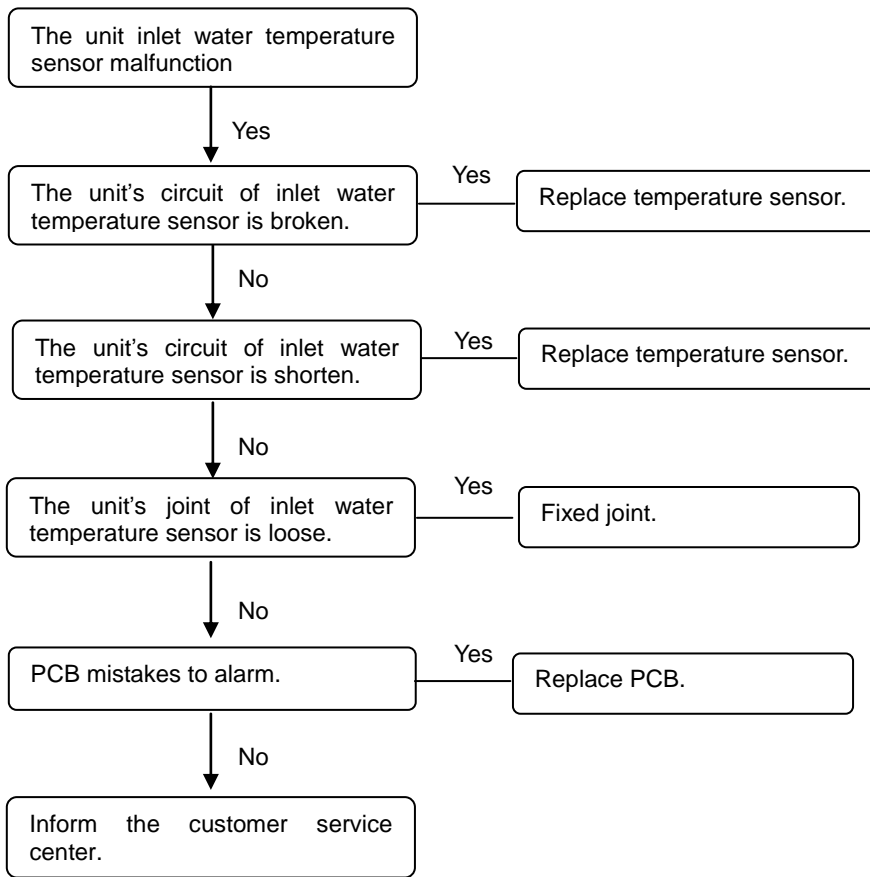 The unit inlet water temperature
sensor malfunction
Yes
The unit's circuit of inlet water
temperature sensor is broken.
Yes
Replace temperature sensor.
No
The unit's circuit of inlet water
temperature sensor is shorten.
Yes
Replace temperature sensor.
No
The unit's joint of inlet water
temperature sensor is loose.
Yes
Fixed joint.
No
PCB mistakes to alarm.
Yes
Replace PCB.
No
Inform the customer service
center.